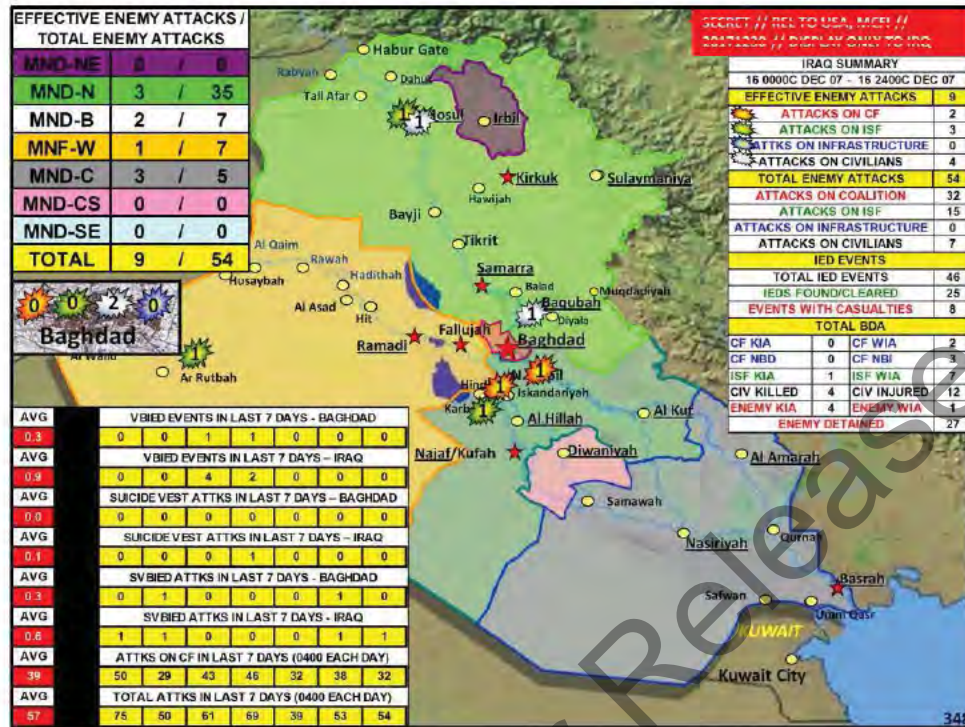 EFFECTIVE ENEMY ATTACKS /
TOTAL ENEMY ATTACKS
MND-NE 0 / 0
MND-N 3 / 35
MND-B 2 / 7
MNF-W 1 / 7
MND-C 3 / 5
MND-CS 0 / 0
MND-SE 0 / 0
TOTAL 9 / 54
0 0 2 0
Baghdad
SECRET // REL TO USA, MCFI //
20171230 // DISPLAY ONLY TO IRQ
IRAQ SUMMARY
16 0000C DEC 07 - 16 2400C DEC 07
EFFECTIVE ENEMY ATTACKS 9
ATTACKS ON CF 2
ATTACKS ON ISF 3
ATTKS ON INFRASTRUCTURE 0
ATTACKS ON CIVILIANS 4
TOTAL ENEMY ATTACKS 54
ATTACKS ON COALITION 32
ATTACKS ON ISF 15
ATTACKS ON INFRASTRUCTURE 0
ATTACKS ON CIVILIANS 7
IED EVENTS
TOTAL IED EVENTS 46
IEDS FOUND/CLEARED 25
EVENTS WITH CASUALTIES 8
TOTAL BDA
CF KIA 0 CF WIA 2
CF NBD 0 CF NBI
ISF KIA 1 ISF WIA
CIV KILLED 4 CIV INJURED 12
ENEMY KIA 4 ENEMY WIA 1
ENEMY DETAINED 27
Habur Gate
Rabyah
Dahuk
Tall Afar
1 1 Mosul
Irbil
Kirkuk
Sulaymaniya
Hawijah
Bayji
Tikrit
Al Qaim
Rawah
Husaybah
Hadithah
Samarra
Balad
Muqdadiyah
Baqubah
1
Diyala
Al Asad
Hit
Fallujah
Baghdad
Ramadi
1
Ar Rutbah
1
1
Iskandariyah
1
Al Hillah
Al Kut
Najaf/Kufah
Diwaniyah
Al Amarah
Samawah
Nasiriyah
Qurnah
Basrah
Safwan
Umm Qasr
KUWAIT
Kuwait City
AVG VBIED EVENTS IN LAST 7 DAYS - BAGHDAD
0.3 0 0 1 1 0 0 0
AVG VBIED EVENTS IN LAST 7 DAYS – IRAQ
0.9 0 0 4 2 0 0 0
AVG SUICIDE VEST ATTKS IN LAST 7 DAYS – BAGHDAD
0.0 0 0 0 0 0 0 0
AVG SUICIDE VEST ATTKS IN LAST 7 DAYS – IRAQ
0.1 0 0 0 1 0 0 0
AVG SVBIED ATTKS IN LAST 7 DAYS - BAGHDAD
0.3 0 1 0 0 0 1 0
AVG SVBIED ATTKS IN LAST 7 DAYS - IRAQ
0.6 1 1 0 0 0 1 1
AVG ATTKS ON CF IN LAST 7 DAYS (0400 EACH DAY)
39 50 29 43 46 32 38 32
AVG TOTAL ATTKS IN LAST 7 DAYS (0400 EACH DAY)
57 75 50 61 69 39 53 54
Release